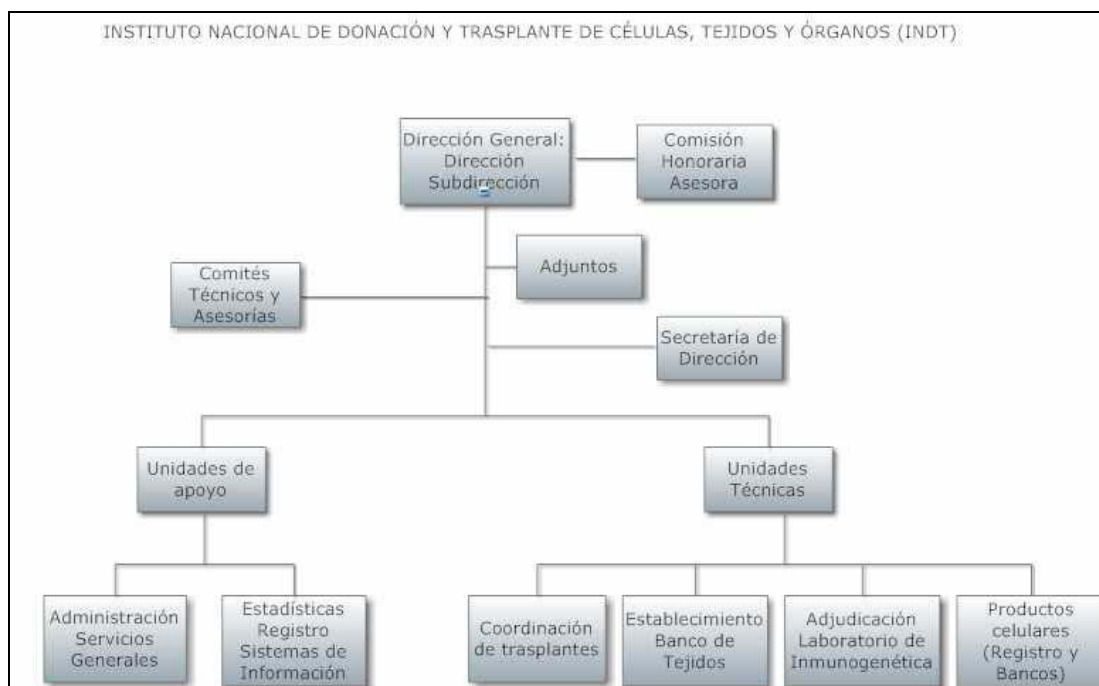 INSTITUTO NACIONAL DE DONACIÓN Y TRASPLANTE DE CÉLULAS, TEJIDOS Y ÓRGANOS (INDT)
Dirección General:
Dirección
Subdirección
Comisión
Honoraria
Asesora
Adjuntos
Comités
Técnicos y
Asesorías
Secretaría de
Dirección
Unidades de
apoyo
Unidades
Técnicas
Administración
Servicios
Generales
Estadísticas
Registro
Sistemas de
Información
Coordinación
de trasplantes
Establecimiento
Banco de
Tejidos
Adjudicación
Laboratorio de
Inmunogenética
Productos
celulares
(Registro y
Bancos)